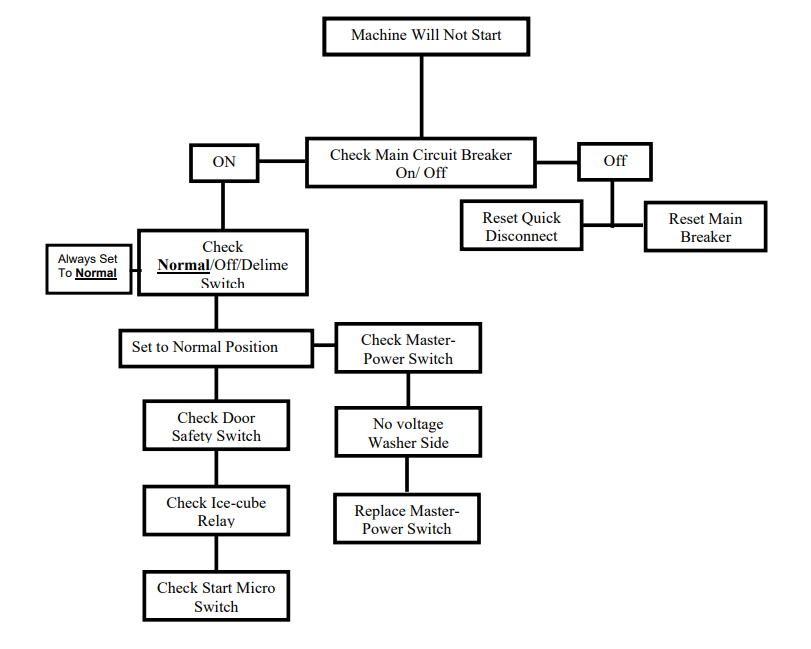 Machine Will Not Start
ON
Check Main Circuit Breaker
On/ Off
Off
Reset Quick
Disconnect
Reset Main
Breaker
Always Set
To Normal
Check
Normal/Off/Delime
Switch
Set to Normal Position
Check Master-
Power Switch
Check Door
Safety Switch
No voltage
Washer Side
Check Ice-cube
Relay
Replace Master-
Power Switch
Check Start Micro
Switch